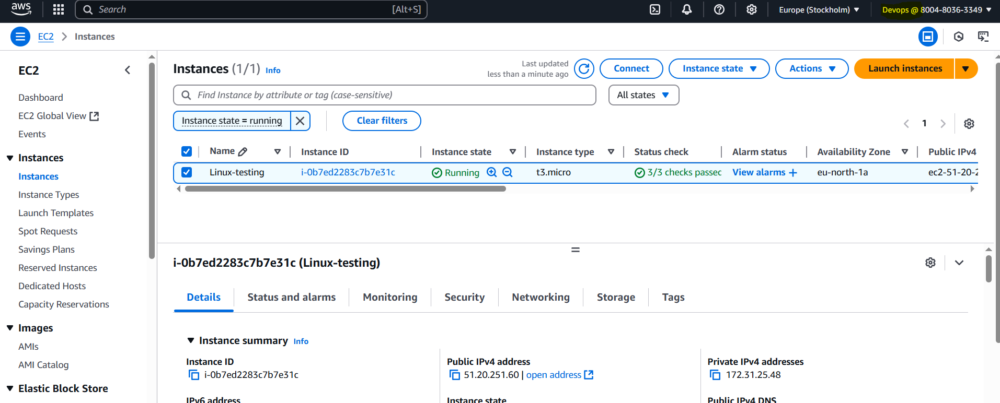 aws Search [Alt+S] Europe (Stockholm) Devops @ 8004-8036-3349
EC2 Instances
EC2
Dashboard
EC2 Global View
Events
Instances
Instances
Instance Types
Launch Templates
Spot Requests
Savings Plans
Reserved Instances
Dedicated Hosts
Capacity Reservations
Images
AMIs
AMI Catalog
Elastic Block Store
Instances (1/1) Info
Last updated
less than a minute ago
Connect Instance state Actions Launch instances
Find Instance by attribute or tag (case-sensitive) All states
Instance state = running Clear filters
1
Name Instance ID Instance state Instance type Status check Alarm status Availability Zone Public IPv4
Linux-testing i-0b7ed2283c7b7e31c Running t3.micro 3/3 checks passec View alarms + eu-north-1a ec2-51-20-2
i-0b7ed2283c7b7e31c (Linux-testing)
Details Status and alarms Monitoring Security Networking Storage Tags
Instance summary Info
Instance ID
i-0b7ed2283c7b7e31c
Public IPv4 address
51.20.251.60 | open address
Private IPv4 addresses
172.31.25.48
IPv6 address Instance state Public IPv4 DNS